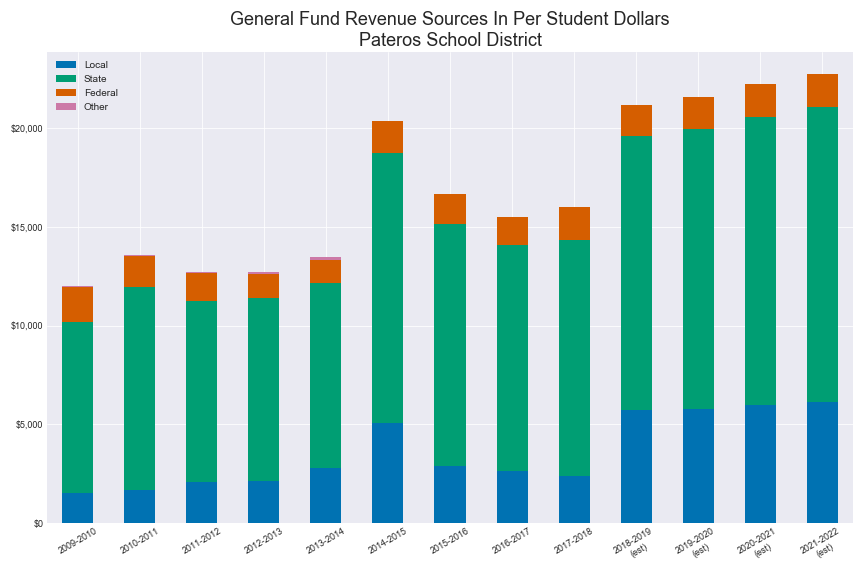 General Fund Revenue Sources In Per Student Dollars
Pateros School District
Local
State
Federal
Other
$20,000
$15,000
$10,000
$5,000
$0
2009-2010
2010-2011
2011-2012
2012-2013
2013-2014
2014-2015
2015-2016
2016-2017
2017-2018
2018-2019
(est)
2019-2020
(est)
2020-2021
(est)
2021-2022
(est)